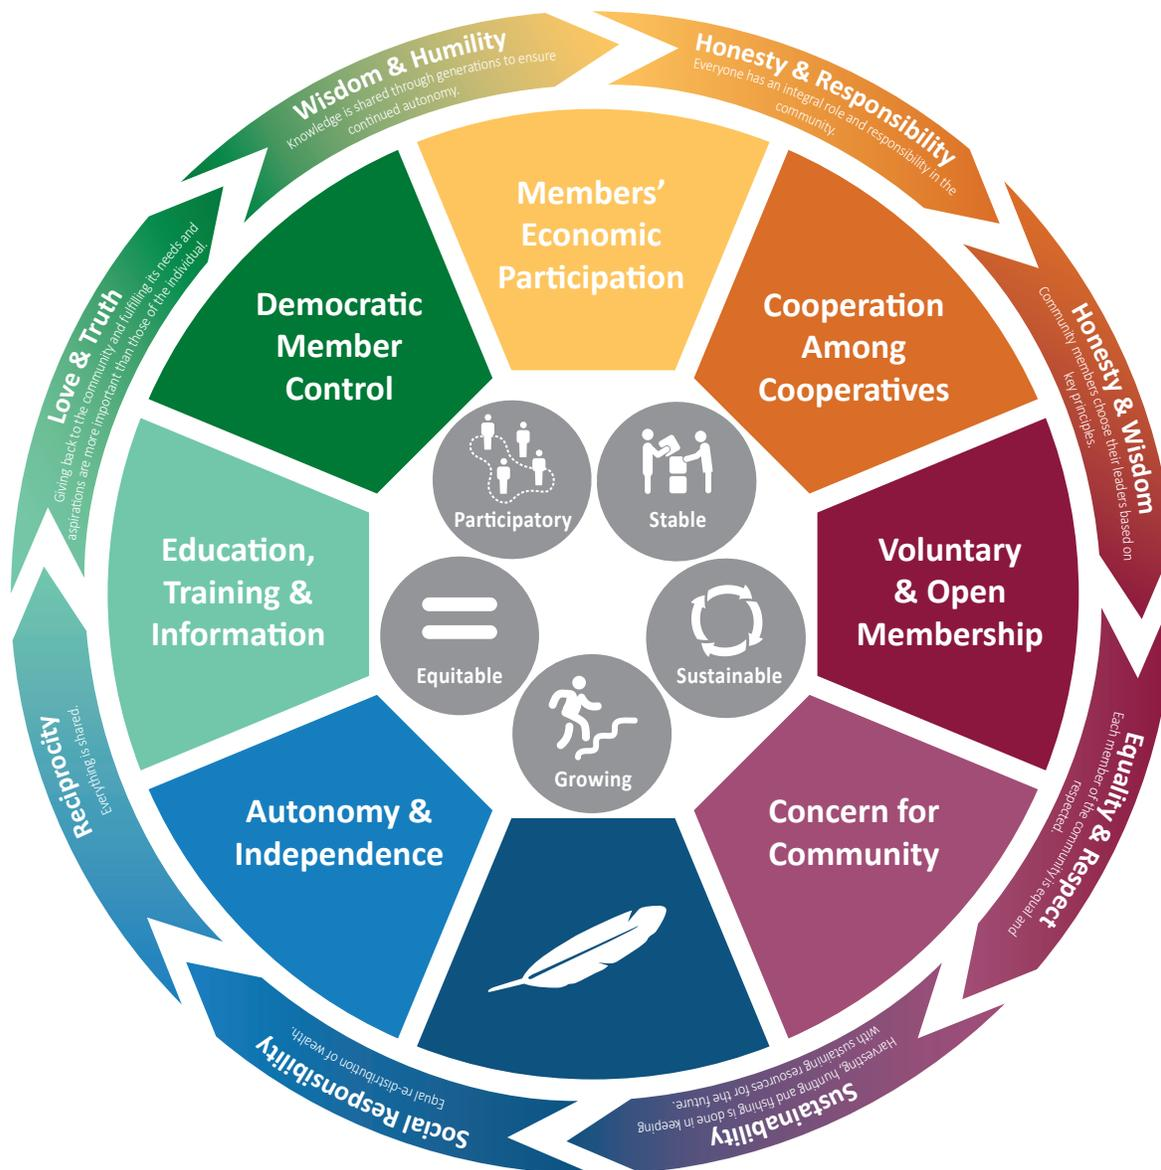 Wisdom & Humility
Knowledge is shared through generations to ensure
continued autonomy.
Honesty & Responsibility
Everyone has an integral role and responsibility in the
community.
Honesty & Wisdom
Community members choose their leaders based on
key principles.
Equality & Respect
Each member of the community is equal and
respected.
Sustainability
Harvesting, hunting and fishing is done in keeping
with sustaining resources for the future.
Social Responsibility
Equal re-distribution of wealth.
Reciprocity
Everything is shared.
Love & Truth
Giving back to the community and fulfilling its needs and
aspirations are more important than those of the individual.
Members’
Economic
Participation
Cooperation
Among
Cooperatives
Voluntary
& Open
Membership
Concern for
Community
Autonomy &
Independence
Education,
Training &
Information
Democratic
Member
Control
Participatory
Stable
Sustainable
Growing
Equitable